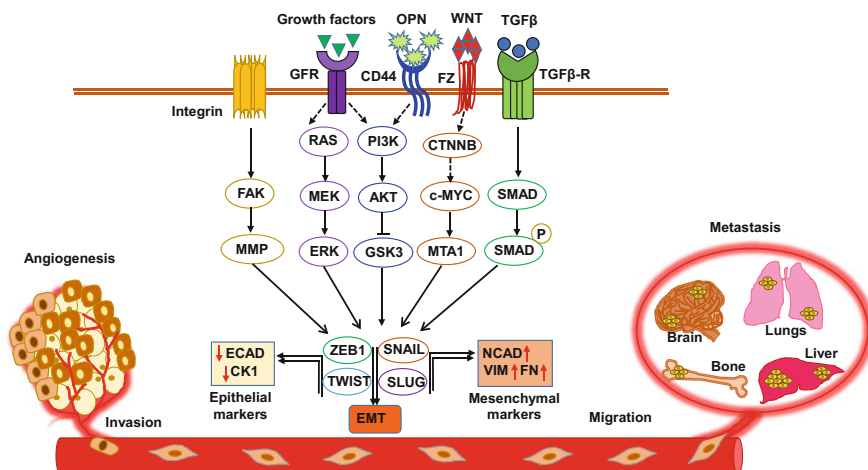 Growth factors
OPN
WNT
TGFβ
GFR
CD44
FZ
TGFβ-R
Integrin
RAS
PI3K
CTNNB
FAK
MEK
AKT
c-MYC
SMAD
MMP
ERK
GSK3
MTA1
SMAD
P
Angiogenesis
Metastasis
Brain
Lungs
Bone
Liver
ECAD
CK1
Epithelial
markers
ZEB1
SNAIL
TWIST
SLUG
NCAD
VIM FN
Mesenchymal
markers
EMT
Invasion
Migration